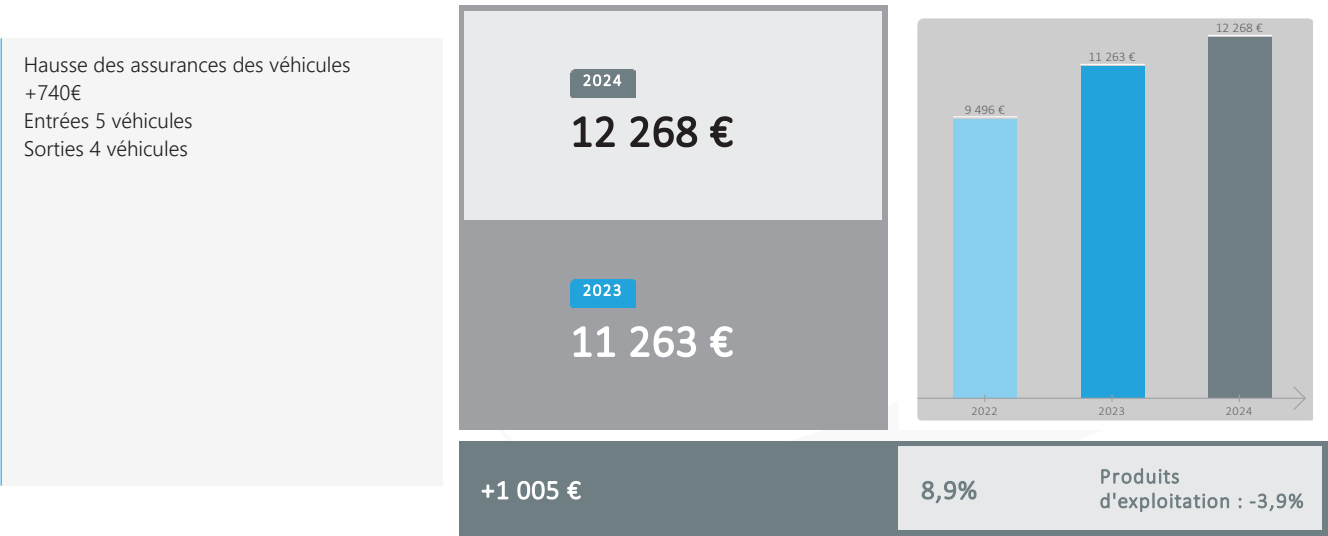 Hausse des assurances des véhicules
+740€
Entrées 5 véhicules
Sorties 4 véhicules
2024
12 268 €
2023
11 263 €
12 268 €
11 263 €
9 496 €
2022
2023
2024
+1 005 €
8,9%
Produits
d'exploitation : -3,9%